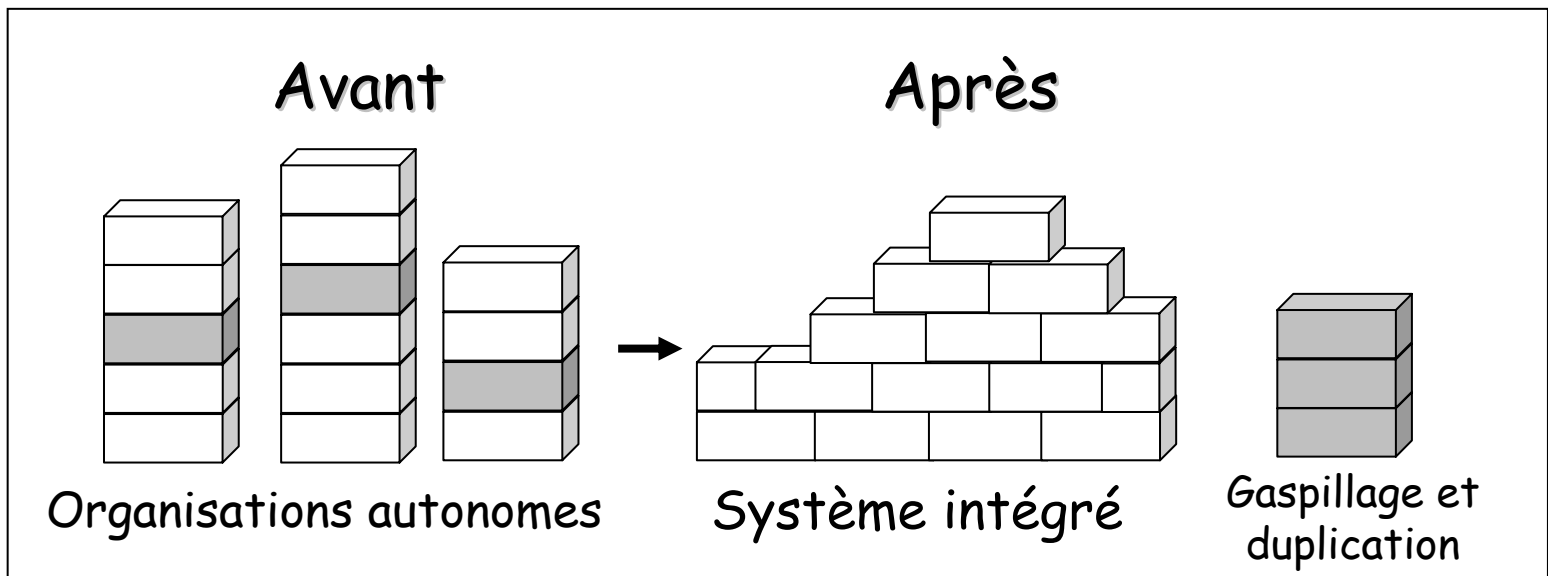 Avant
Après
Organisations autonomes
Système intégré
Gaspillage et
duplication